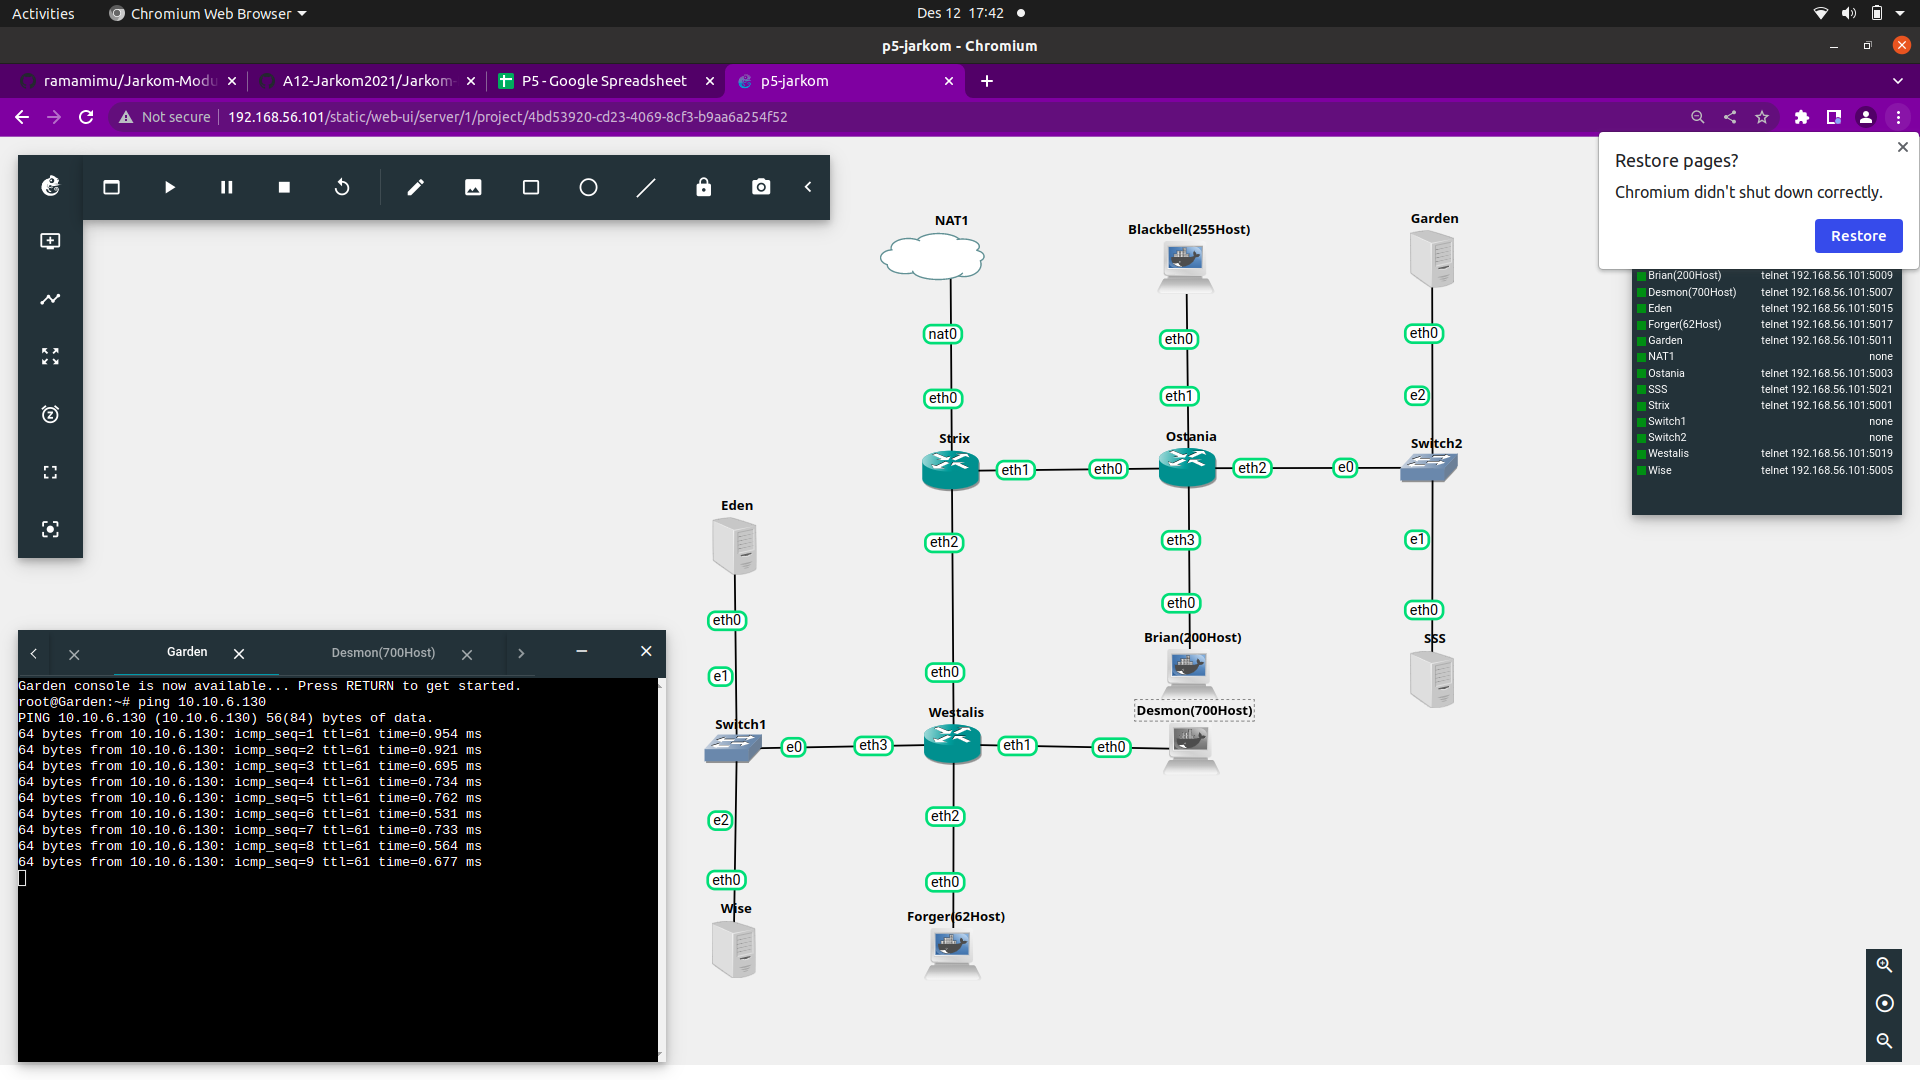 Activities
Chromium Web Browser
Des 12 17:42
p5-jarkom - Chromium
ramamimu/Jarkom-Modu
A12-Jarkom2021/Jarkom-
P5 - Google Spreadsheet
p5-jarkom
Not secure
192.168.56.101/static/web-ui/server/1/project/4bd53920-cd23-4069-8cf3-b9aa6a254f52
Restore pages?
Chromium didn't shut down correctly.
Restore
Brian(200Host) telnet 192.168.56.101:5009
Desmon(700Host) telnet 192.168.56.101:5007
Eden telnet 192.168.56.101:5015
Forger(62Host) telnet 192.168.56.101:5017
Garden telnet 192.168.56.101:5011
NAT1 none
Ostania telnet 192.168.56.101:5003
SSS telnet 192.168.56.101:5021
Strix telnet 192.168.56.101:5001
Switch1 none
Switch2 none
Westalis telnet 192.168.56.101:5019
Wise telnet 192.168.56.101:5005
NAT1
Blackbell(255Host)
Garden
nat0
eth0
eth0
eth0
eth1
e2
Strix
Ostania
Switch2
eth1
eth0
eth2
e0
Eden
eth2
eth3
e1
eth0
eth0
eth0
Brian(200Host)
SSS
e1
eth0
Desmon(700Host)
Switch1
Westalis
e0
eth3
eth1
eth0
e2
eth2
eth0
eth0
Wise
Forger(62Host)
Garden
Desmon(700Host)
Garden console is now available... Press RETURN to get started.
root@Garden:~# ping 10.10.6.130
PING 10.10.6.130 (10.10.6.130) 56(84) bytes of data.
64 bytes from 10.10.6.130: icmp_seq=1 ttl=61 time=0.954 ms
64 bytes from 10.10.6.130: icmp_seq=2 ttl=61 time=0.921 ms
64 bytes from 10.10.6.130: icmp_seq=3 ttl=61 time=0.695 ms
64 bytes from 10.10.6.130: icmp_seq=4 ttl=61 time=0.734 ms
64 bytes from 10.10.6.130: icmp_seq=5 ttl=61 time=0.762 ms
64 bytes from 10.10.6.130: icmp_seq=6 ttl=61 time=0.531 ms
64 bytes from 10.10.6.130: icmp_seq=7 ttl=61 time=0.733 ms
64 bytes from 10.10.6.130: icmp_seq=8 ttl=61 time=0.564 ms
64 bytes from 10.10.6.130: icmp_seq=9 ttl=61 time=0.677 ms